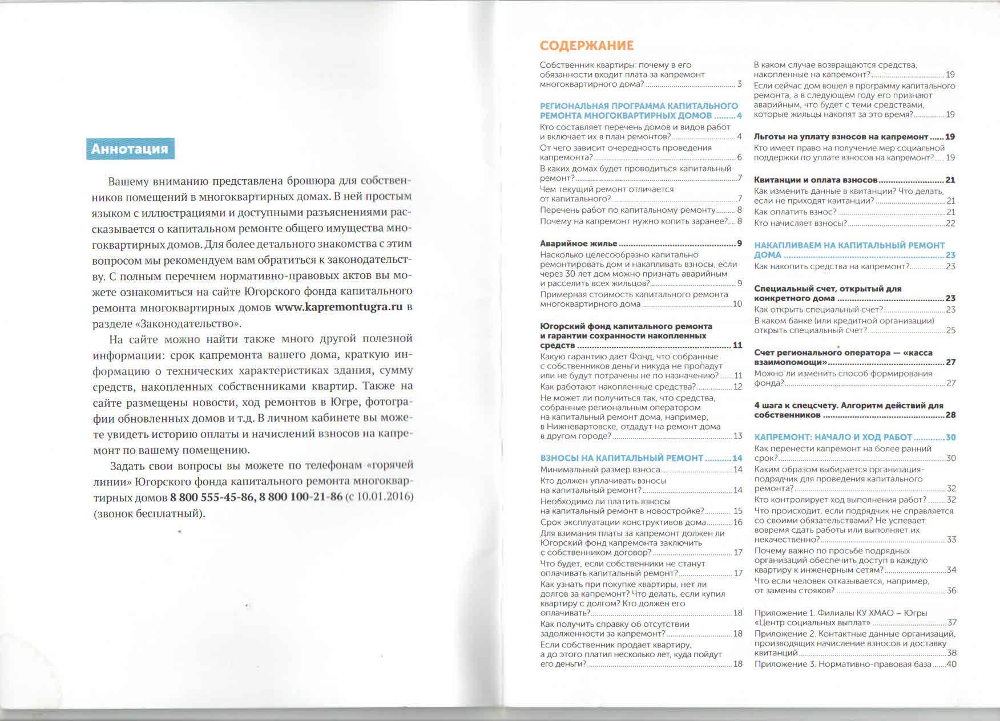 Аннотация
Вашему вниманию представлена брошюра для собствен-
ников помещений в многоквартирных домах. В ней простым
языком с иллюстрациями и доступными разъяснениями рас-
сказывается о капитальном ремонте общего имущества мно-
гоквартирных домов. Для более детального знакомства с этим
вопросом мы рекомендуем вам обратиться к законодательст-
ву. С полным перечнем нормативно-правовых актов вы мо-
жете ознакомиться на сайте Югорского фонда капитального
ремонта многоквартирных домов www.kapremontugra.ru в
разделе «Законодательство».
На сайте можно найти также много другой полезной
информации: срок капремонта вашего дома, краткую ин-
формацию о технических характеристиках здания, сумму
средств, накопленных собственниками квартир. Также на
сайте размещены новости, ход ремонтов в Югре, фотогра-
фии обновленных домов и т.д. В личном кабинете вы може-
те увидеть историю оплаты и начислений взносов на капре-
монт по вашему помещению.
Задать свои вопросы вы можете по телефонам «горячей
линии» Югорского фонда капитального ремонта многоквар-
тирных домов 8 800 555-45-86, 8 800 100-21-86 (с 10.01.2016)
(звонок бесплатный).
СОДЕРЖАНИЕ
Собственник квартиры: почему в его
обязанности входит плата за капремонт
многоквартирного дома? ........ 3
РЕГИОНАЛЬНАЯ ПРОГРАММА КАПИТАЛЬНОГО
РЕМОНТА МНОГОКВАРТИРНЫХ ДОМОВ ........ 4
Кто составляет перечень домов и видов работ
и включает их в план ремонтов? ........ 4
От чего зависит очередность проведения
капремонта? ........ 6
В каких домах будет проводиться капитальный
ремонт? ........ 7
Чем текущий ремонт отличается
от капитального? ........ 7
Перечень работ по капитальному ремонту ........ 8
Почему на капремонт нужно копить заранее? .... 8
Аварийное жилье ........ 9
Насколько целесообразно капитально
ремонтировать дом и накапливать взносы, если
через 30 лет дом можно признать аварийным
и расселить всех жильцов? ........ 9
Примерная стоимость капитального ремонта
многоквартирного дома ........ 10
Югорский фонд капитального ремонта
и гарантии сохранности накопленных
средств ........ 11
Какую гарантию дает Фонд, что собранные
с собственников деньги никуда не пропадут
или не будут потрачены не по назначению? ...... 11
Как работают накопленные средства? ........ 12
Не может ли получиться так, что средства,
собранные региональным оператором
на капитальный ремонт дома, например,
в Нижневартовске, отдадут на ремонт дома
в другом городе? ........ 13
ВЗНОСЫ НА КАПИТАЛЬНЫЙ РЕМОНТ ........ 14
Минимальный размер взноса ........ 14
Кто должен уплачивать взносы
на капитальный ремонт? ........ 14
Необходимо ли платить взносы
на капитальный ремонт в новостройке? ........ 15
Срок эксплуатации конструктивов дома ........ 16
Для взимания платы за капремонт должен ли
Югорский фонд капремонта заключить
с собственником договор? ........ 17
Что будет, если собственники не станут
оплачивать капитальный ремонт? ........ 17
Как узнать при покупке квартиры, нет ли
долгов за капремонт? Что делать, если купил
квартиру с долгом? Кто должен его
оплачивать? ........ 18
Как получить справку об отсутствии
задолженности за капремонт? ........ 18
Если собственник продает квартиру,
а до этого платил несколько лет, куда пойдут
его деньги? ........ 18
В каком случае возвращаются средства,
накопленные на капремонт? ........ 19
Если сейчас дом вошел в программу капитального
ремонта, а в следующем году его признают
аварийным, что будет с теми средствами,
которые жильцы накопят за это время? ........ 19
Льготы на уплату взносов на капремонт ...... 19
Кто имеет право на получение мер социальной
поддержки по уплате взносов на капремонт? .... 19
Квитанции и оплата взносов ........ 21
Как изменить данные в квитанции? Что делать,
если не приходят квитанции? ........ 21
Как оплатить взнос? ........ 21
Кто начисляет взносы? ........ 22
НАКАПЛИВАЕМ НА КАПИТАЛЬНЫЙ РЕМОНТ
ДОМА ........ 23
Как накопить средства на капремонт? ........ 23
Специальный счет, открытый для
конкретного дома ........ 23
Как открыть специальный счет? ........ 23
В каком банке (или кредитной организации)
открыть специальный счет? ........ 25
Счет регионального оператора — «касса
взаимопомощи» ........ 27
Можно ли изменить способ формирования
фонда? ........ 27
4 шага к спецсчету. Алгоритм действий для
собственников ........ 28
КАПРЕМОНТ: НАЧАЛО И ХОД РАБОТ ........ 30
Как перенести капремонт на более ранний
срок? ........ 30
Каким образом выбирается организация-
подрядчик для проведения капитального
ремонта? ........ 32
Кто контролирует ход выполнения работ? ........ 32
Что происходит, если подрядчик не справляется
со своими обязательствами? Не успевает
вовремя сдать работы или выполняет их
некачественно? ........ 33
Почему важно по просьбе подрядных
организаций обеспечить доступ в каждую
квартиру к инженерным сетям? ........ 34
Что если человек отказывается, например,
от замены стояков? ........ 36
Приложение 1. Филиалы КУ ХМАО – Югры
«Центр социальных выплат» ........ 37
Приложение 2. Контактные данные организаций,
производящих начисление взносов и доставку
квитанций ........ 38
Приложение 3. Нормативно-правовая база ...... 40